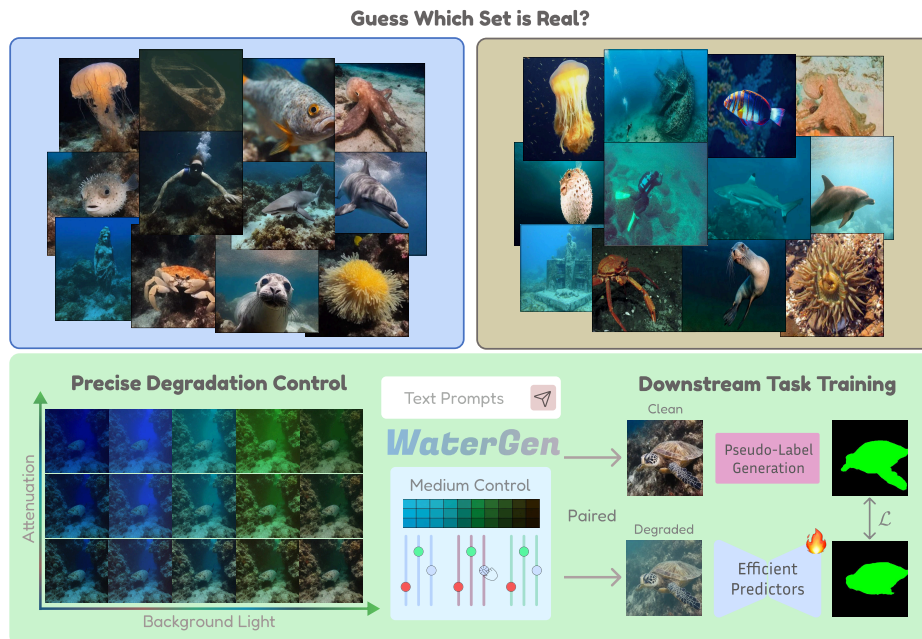 Guess Which Set is Real?
Precise Degradation Control
Attenuation
Background Light
Text Prompts
WaterGen
Medium Control
Paired
Downstream Task Training
Clean
Pseudo-Label
Generation
ℒ
Degraded
Efficient
Predictors